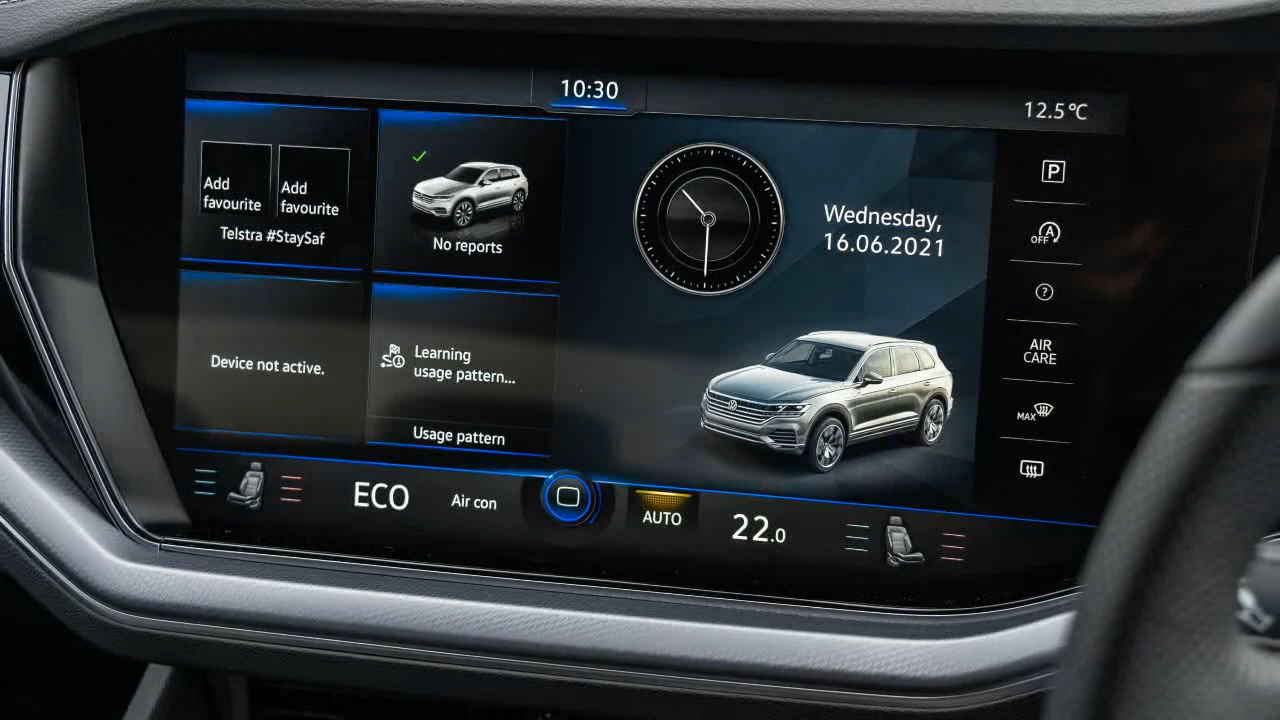 10:30
12.5°C
Add
favourite
Add
favourite
Telstra #StaySaf
No reports
Wednesday,
16.06.2021
Device not active.
Learning
usage pattern...
Usage pattern
P
A
OFF
?
AIR
CARE
MAX
ECO
Air con
AUTO
22.0